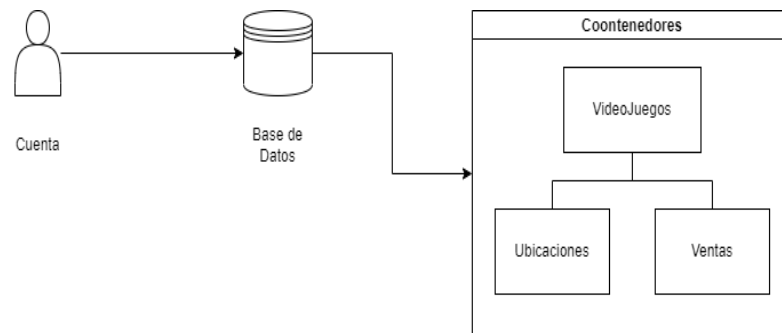 Coontenedores
VideoJuegos
Cuenta
Base de
Datos
Ubicaciones
Ventas